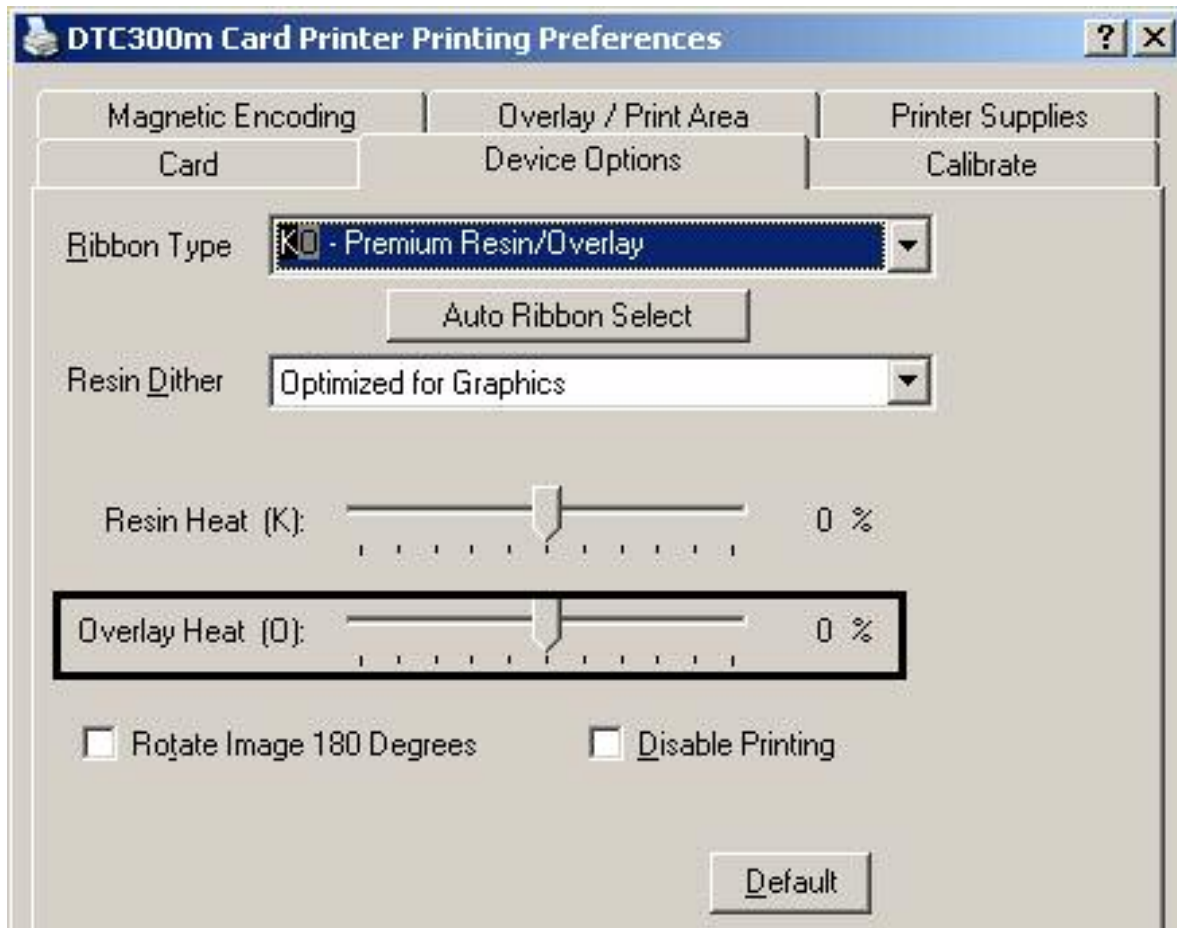 DTC300m Card Printer Printing Preferences
Magnetic Encoding
Overlay / Print Area
Printer Supplies
Card
Device Options
Calibrate
Ribbon Type
KO - Premium Resin/Overlay
Auto Ribbon Select
Resin Dither
Optimized for Graphics
Resin Heat (K):
0 %
Overlay Heat (O):
0 %
Rotate Image 180 Degrees
Disable Printing
Default